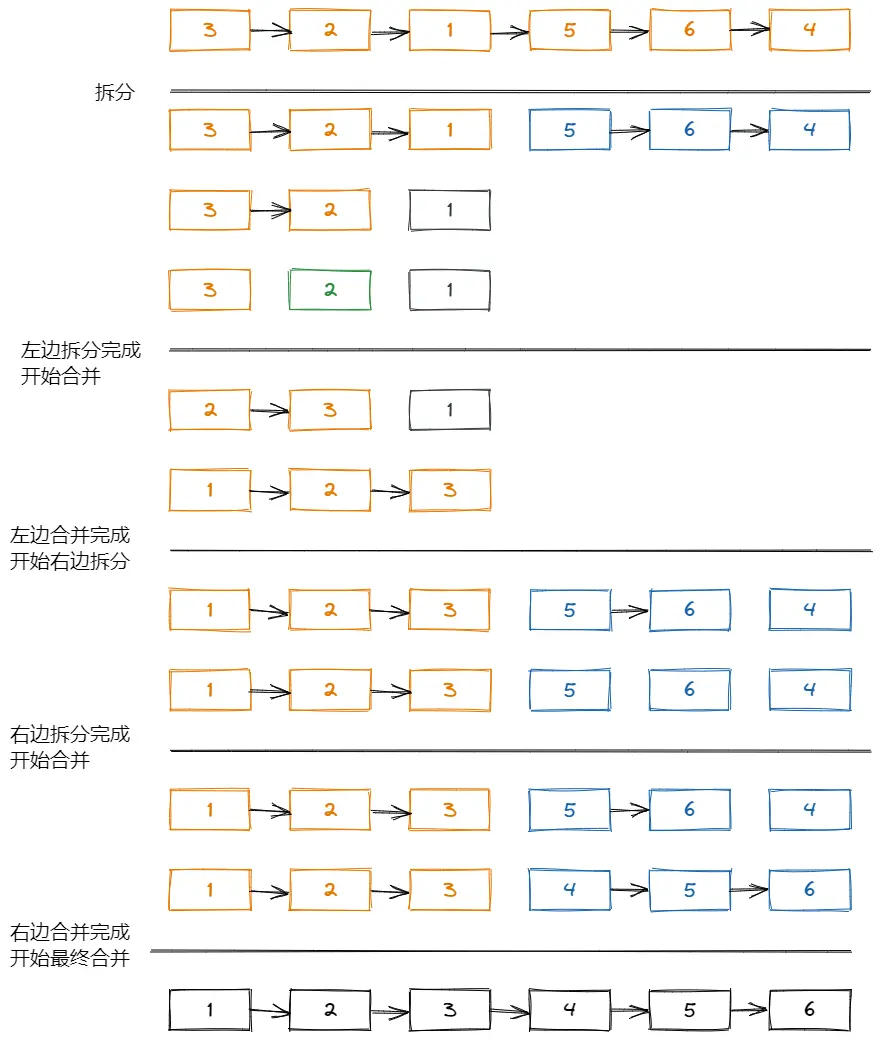 3 2 1 5 6 4
拆分
3 2 1 5 6 4
3 2 1
3 2 1
左边拆分完成
开始合并
2 3 1
1 2 3
左边合并完成
开始右边拆分
1 2 3 5 6 4
1 2 3 5 6 4
右边拆分完成
开始合并
1 2 3 5 6 4
1 2 3 4 5 6
右边合并完成
开始最终合并
1 2 3 4 5 6